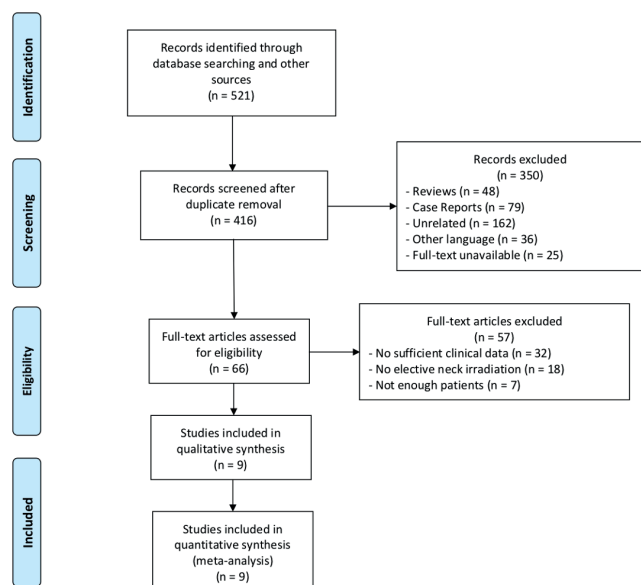 Identification
Records identified through
database searching and other
sources
(n = 521)
Screening
Records screened after
duplicate removal
(n = 416)
Records excluded
(n = 350)
- Reviews (n = 48)
- Case Reports (n = 79)
- Unrelated (n = 162)
- Other language (n = 36)
- Full-text unavailable (n = 25)
Eligibility
Full-text articles assessed
for eligibility
(n = 66)
Full-text articles excluded
(n = 57)
- No sufficient clinical data (n = 32)
- No elective neck irradiation (n = 18)
- Not enough patients (n = 7)
Studies included in
qualitative synthesis
(n = 9)
Included
Studies included in
quantitative synthesis
(meta-analysis)
(n = 9)